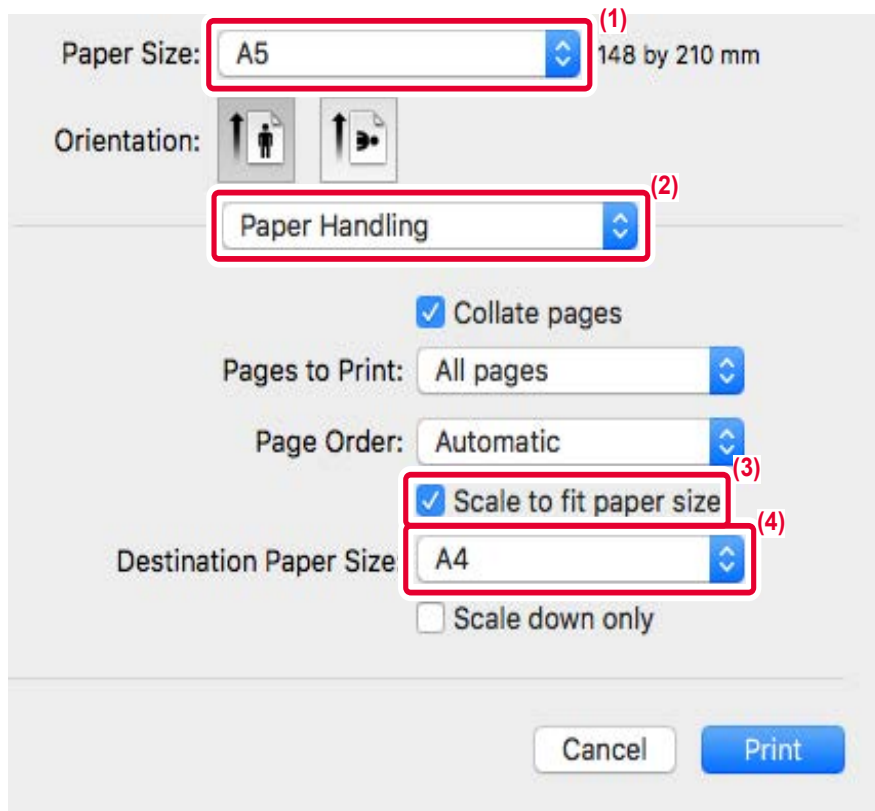 (1)
Paper Size: A5 148 by 210 mm
Orientation:
(2)
Paper Handling
Collate pages
Pages to Print: All pages
Page Order: Automatic
(3)
Scale to fit paper size
(4)
Destination Paper Size: A4
Scale down only
Cancel Print